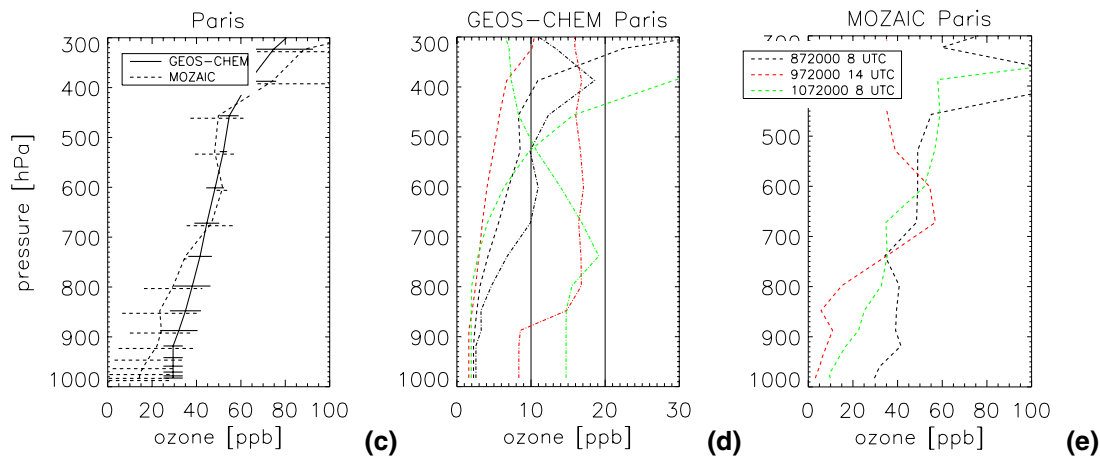 Paris
GEOS-CHEM
MOZAIC
300
400
500
600
700
800
900
1000
pressure [hPa]
0 20 40 60 80 100
ozone [ppb]
(c)
GEOS-CHEM Paris
300
400
500
600
700
800
900
1000
0 10 20 30
ozone [ppb]
(d)
MOZAIC Paris
872000 8 UTC
972000 14 UTC
1072000 8 UTC
300
400
500
600
700
800
900
1000
0 20 40 60 80 100
ozone [ppb]
(e)